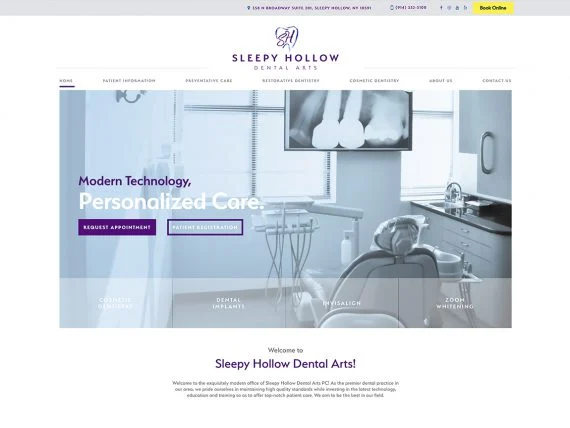 358 N BROADWAY SUITE 201, SLEEPY HOLLOW, NY 10591
(914) 332-5100
Book Online
SH
SLEEPY HOLLOW
DENTAL ARTS
HOME
PATIENT INFORMATION
PREVENTATIVE CARE
RESTORATIVE DENTISTRY
COSMETIC DENTISTRY
ABOUT US
CONTACT US
Modern Technology,
Personalized Care.
REQUEST APPOINTMENT
PATIENT REGISTRATION
COSMETIC
DENTISTRY
DENTAL
IMPLANTS
INVISALIGN
ZOOM
WHITENING
Welcome to
Sleepy Hollow Dental Arts!
Welcome to the exquisitely modern office of Sleepy Hollow Dental Arts PC! As the premier dental practice in
our area, we pride ourselves in maintaining high quality standards while investing in the latest technology,
education and training so as to offer top-notch patient care. We can to be the best in our field.